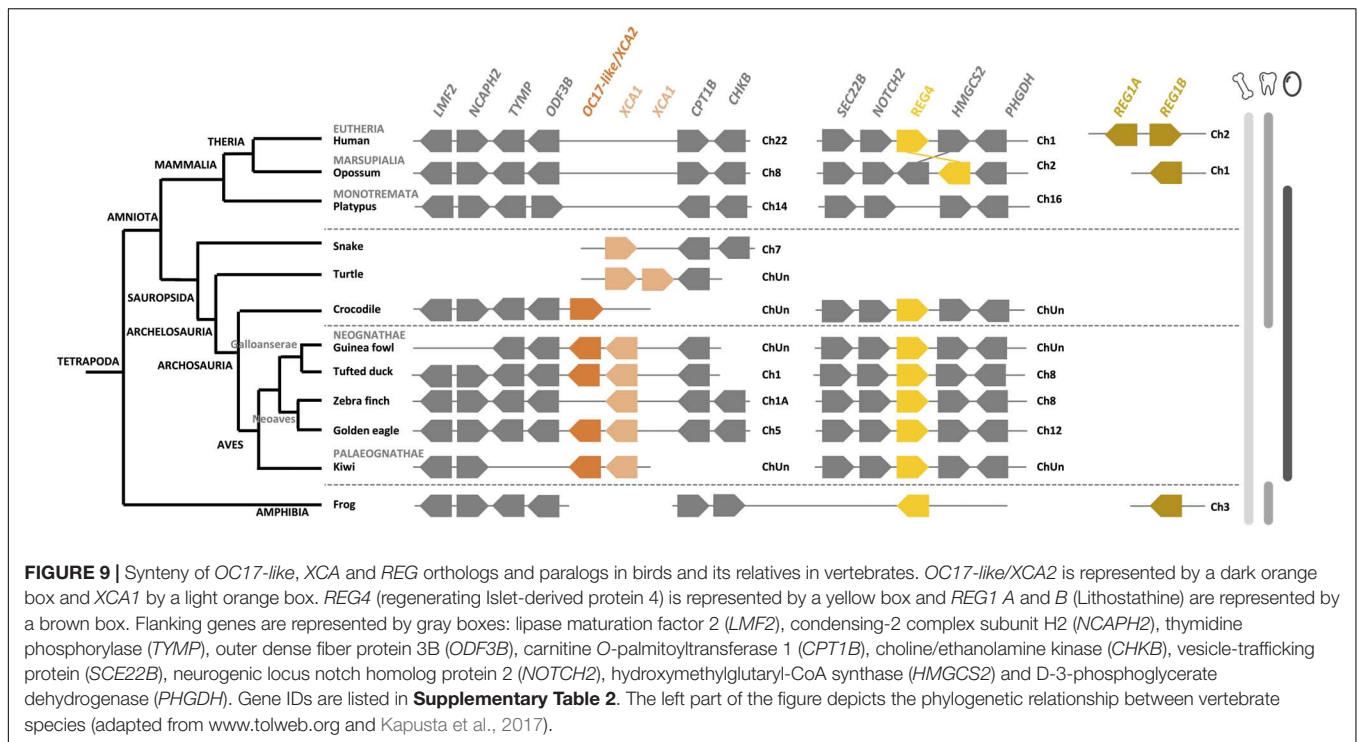 LMF2 NCAPH2 TYMP ODF3B OC17-like/XCA2 XCA1 XCA1 CPT1B CHKB SEC22B NOTCH2 REG4 HMGCS2 PHGDH REG1A REG1B
EUTHERIA
THERIA Human Ch22 Ch1 Ch2
MAMMALIA MARSUPIALIA
Opossum Ch8 Ch2 Ch1
MONOTREMATA
AMNIOTA Platypus Ch14 Ch16
Snake Ch7
Turtle ChUn
SAUROPSIDA
Crocodile ChUn ChUn
ARCHELOSAURIA
NEOGNATHAE
Galloanserae Guinea fowl ChUn ChUn
TETRAPODA ARCHOSAURIA
Tufted duck Ch1 Ch8
Zebra finch Ch1A Ch8
Neoaves
Golden eagle Ch5 Ch12
AVES
PALAEOGNATHAE
Kiwi ChUn ChUn
Frog Ch3
AMPHIBIA
FIGURE 9 | Synteny of OC17-like, XCA and REG orthologs and paralogs in birds and its relatives in vertebrates. OC17-like/XCA2 is represented by a dark orange
box and XCA1 by a light orange box. REG4 (regenerating Islet-derived protein 4) is represented by a yellow box and REG1 A and B (Lithostathine) are represented by
a brown box. Flanking genes are represented by gray boxes: lipase maturation factor 2 (LMF2), condensing-2 complex subunit H2 (NCAPH2), thymidine
phosphorylase (TYMP), outer dense fiber protein 3B (ODF3B), carnitine O-palmitoyltransferase 1 (CPT1B), choline/ethanolamine kinase (CHKB), vesicle-trafficking
protein (SCE22B), neurogenic locus notch homolog protein 2 (NOTCH2), hydroxymethylglutaryl-CoA synthase (HMGCS2) and D-3-phosphoglycerate
dehydrogenase (PHGDH). Gene IDs are listed in Supplementary Table 2. The left part of the figure depicts the phylogenetic relationship between vertebrate
species (adapted from www.tolweb.org and Kapusta et al., 2017).